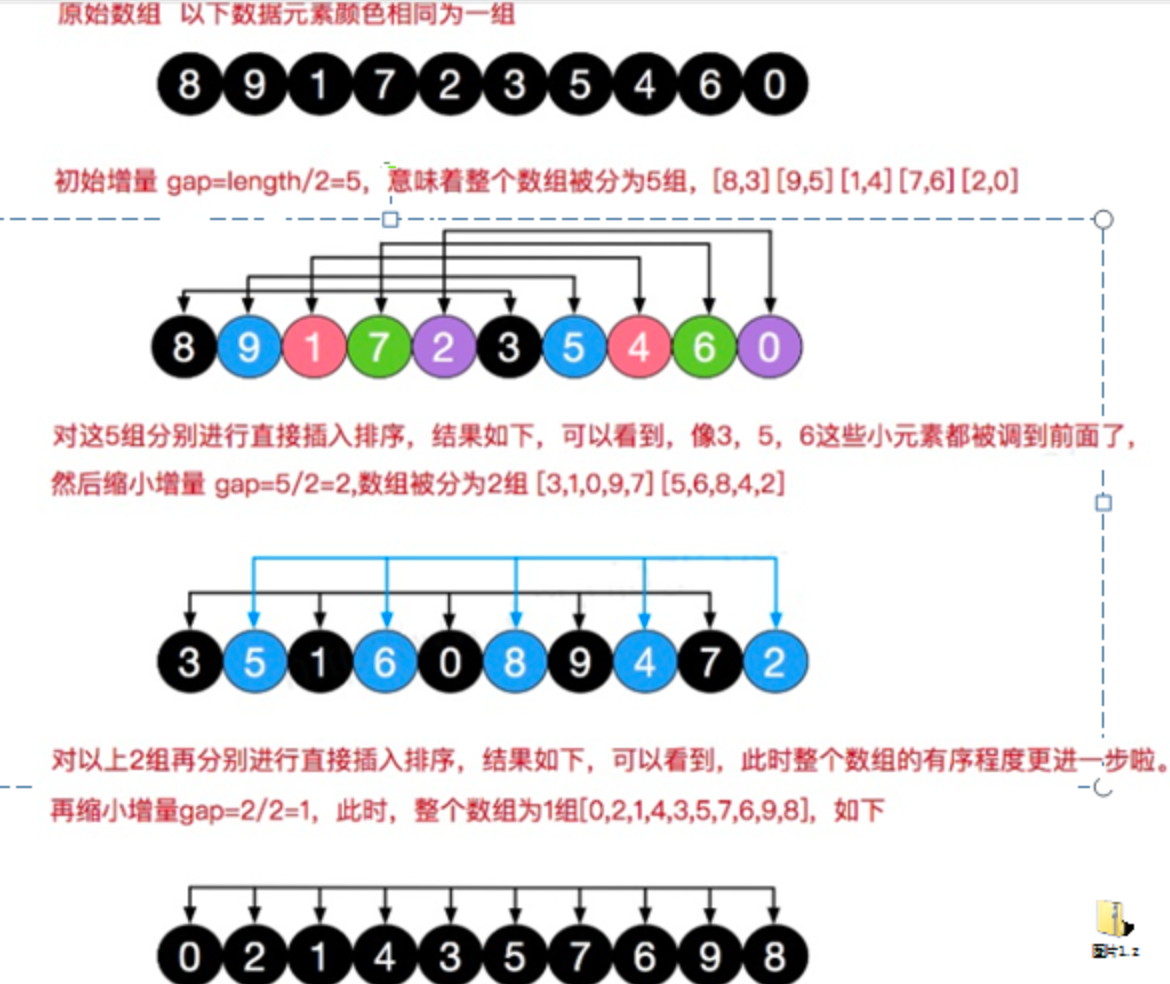 原始数组 以下数据元素颜色相同为一组
8 9 1 7 2 3 5 4 6 0
初始增量 gap=length/2=5，意味着整个数组被分为5组，[8,3][9,5][1,4][7,6][2,0]
8 9 1 7 2 3 5 4 6 0
对这5组分别进行直接插入排序，结果如下，可以看到，像3，5，6这些小元素都被调到前面了，
然后缩小增量 gap=5/2=2,数组被分为2组 [3,1,0,9,7][5,6,8,4,2]
3 5 1 6 0 8 9 4 7 2
对以上2组再分别进行直接插入排序，结果如下，可以看到，此时整个数组的有序程度更进一步啦。
再缩小增量gap=2/2=1，此时，整个数组为1组[0,2,1,4,3,5,7,6,9,8]，如下
0 2 1 4 3 5 7 6 9 8
图片1.z